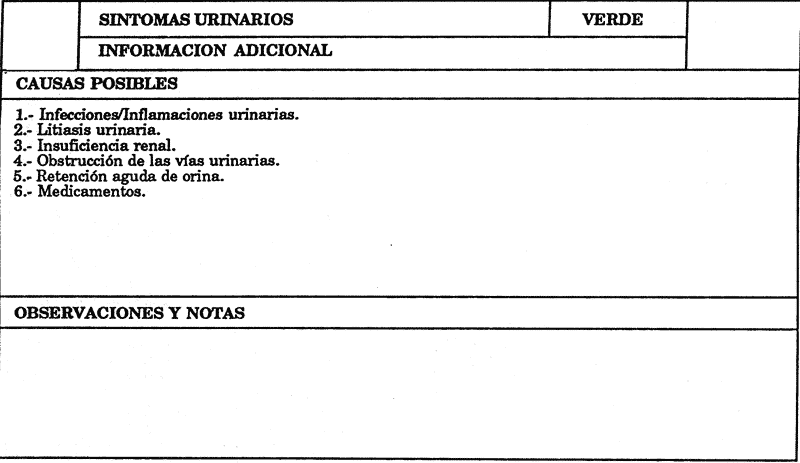 SINTOMAS URINARIOS VERDE
INFORMACION ADICIONAL
CAUSAS POSIBLES
1.- Infecciones/Inflamaciones urinarias.
2.- Litiasis urinaria.
3.- Insuficiencia renal.
4.- Obstrucción de las vías urinarias.
5.- Retención aguda de orina.
6.- Medicamentos.
OBSERVACIONES Y NOTAS